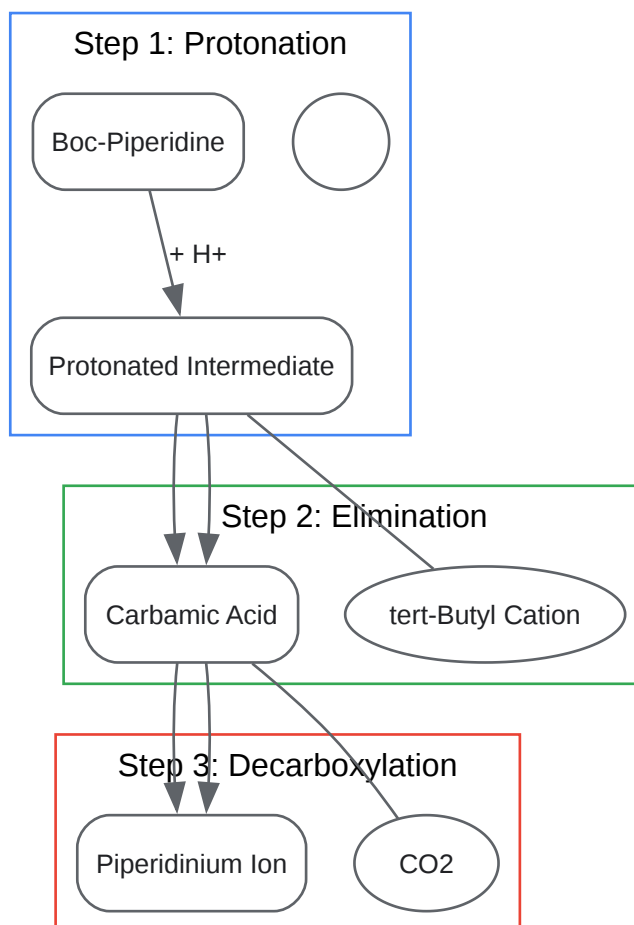 Step 1: Protonation
Boc-Piperidine
+ H+
Protonated Intermediate
Step 2: Elimination
Carbamic Acid
tert-Butyl Cation
Step 3: Decarboxylation
Piperidinium Ion
CO2